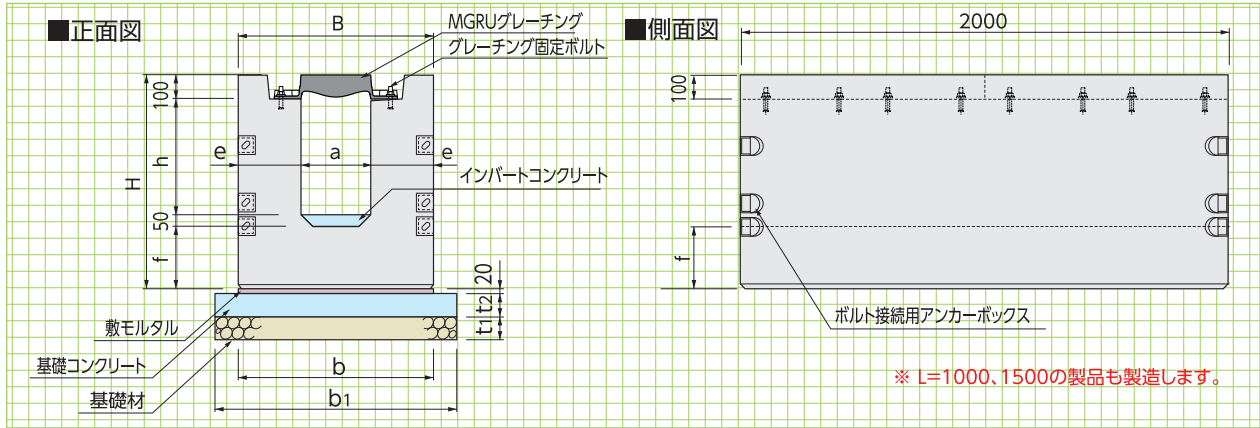 ■正面図
B
MGRUグレーチング
グレーチング固定ボルト
100
e
a
e
h
H
インバートコンクリート
50
f
20
t2
t1
敷モルタル
基礎コンクリート
基礎材
b
b1
■側面図
2000
100
f
ボルト接続用アンカーボックス
※ L=1000、1500の製品も製造します。